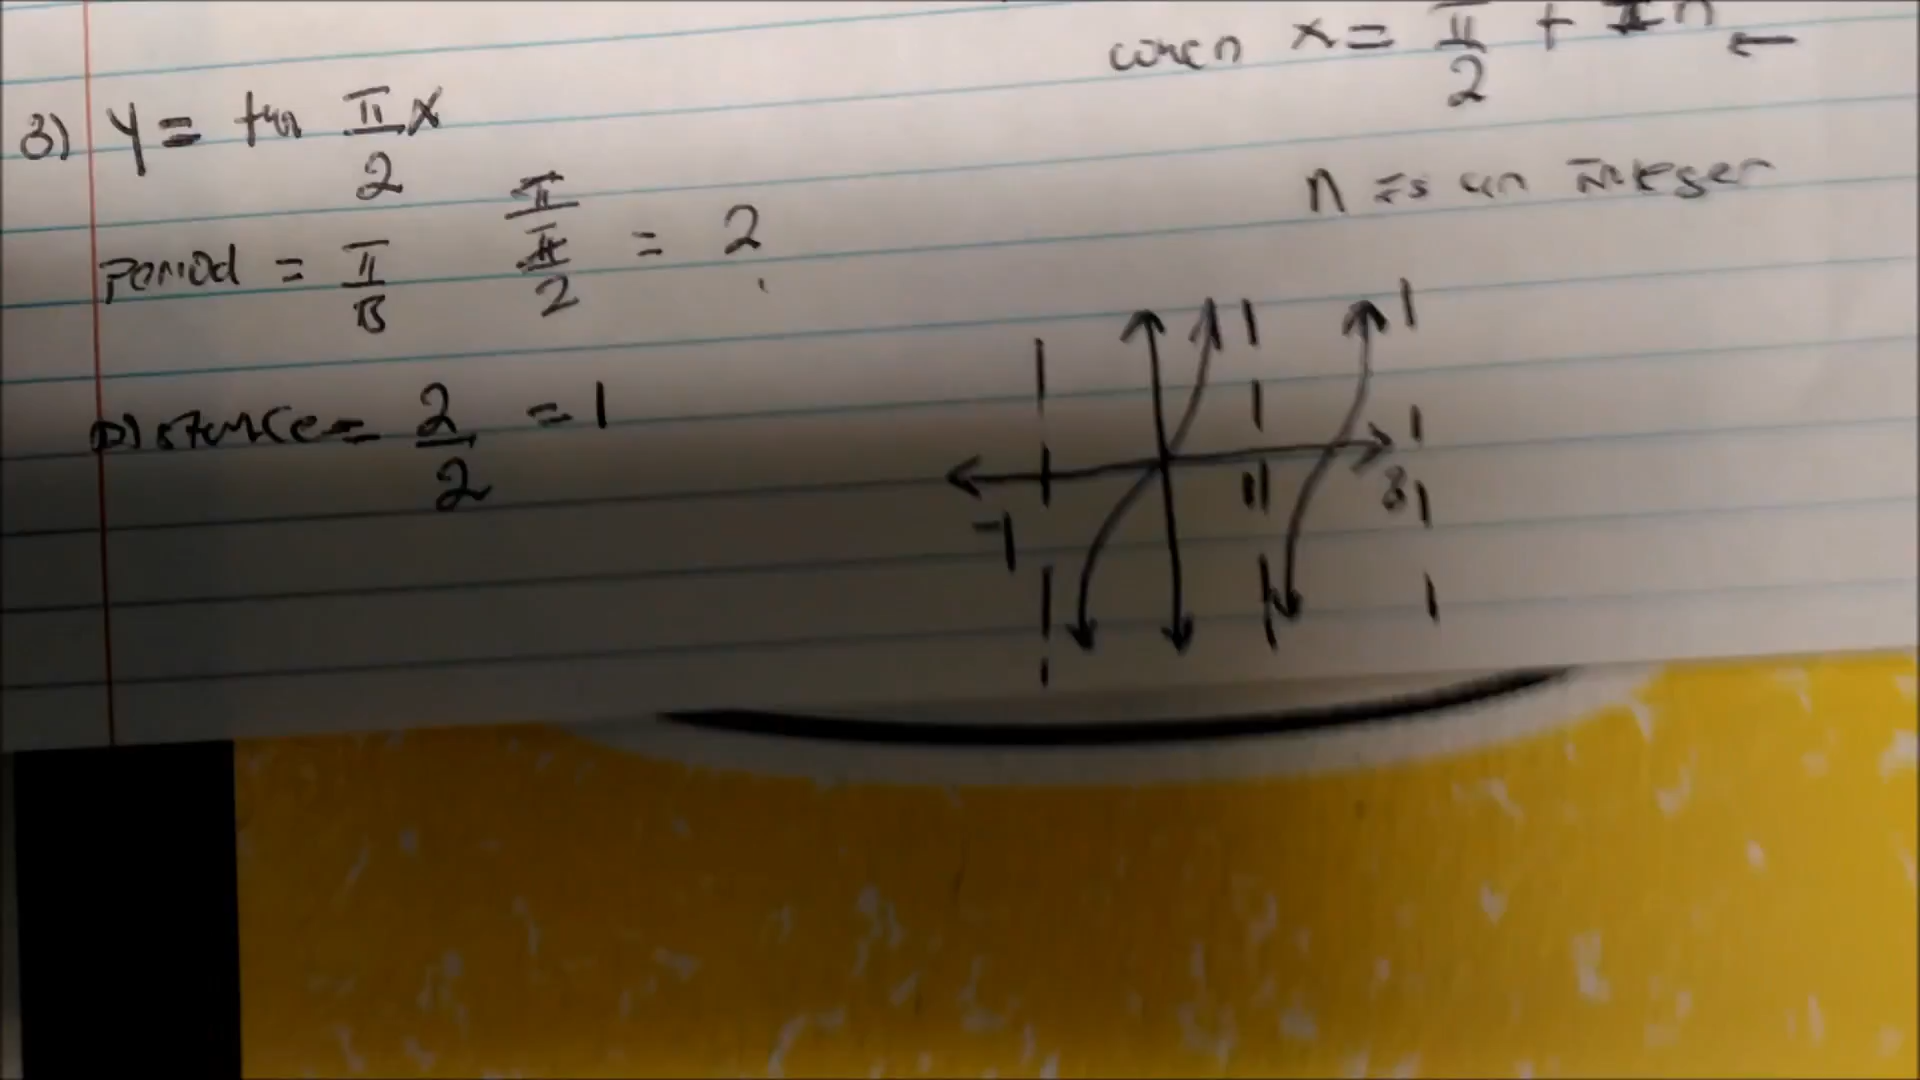 when x = π/2 + πn ←
n is an integer
3) y = tan π/2 x
Period = π/B π/(π/2) = 2
Distance = 2/2 = 1
-1 1 3